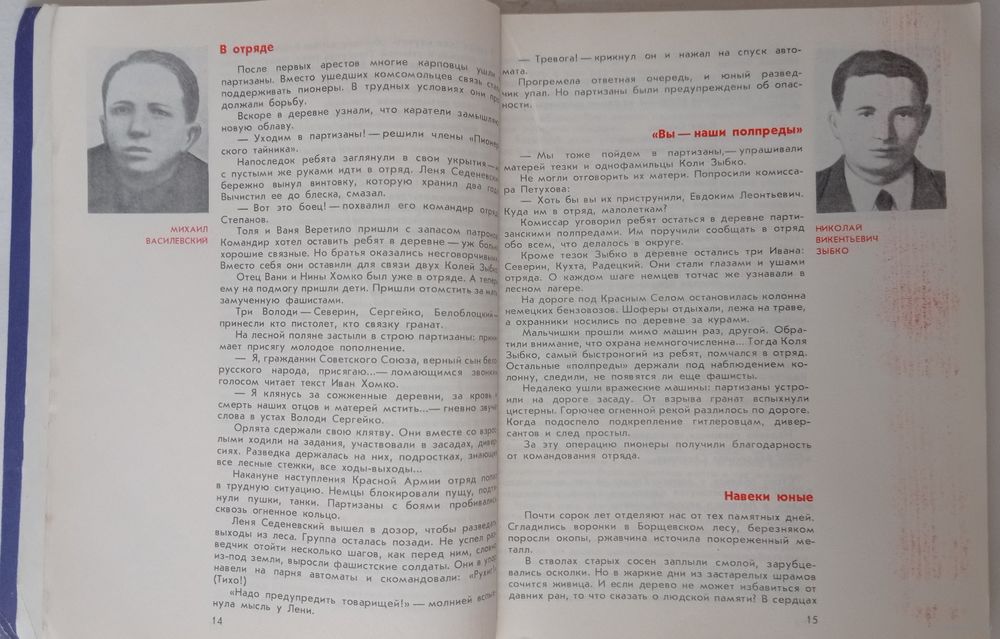 МИХАИЛ
ВАСИЛЕВСКИЙ
В отряде
После первых арестов многие карповцы ушли
партизаны. Вместо ушедших комсомольцев связь ста
поддерживать пионеры. В трудных условиях они про
должали борьбу.
Вскоре в деревне узнали, что каратели замышляю
новую облаву.
— Уходим в партизаны! — решили члены «Пионер
ского тайника».
Напоследок ребята заглянули в свои укрытия —
с пустыми же руками идти в отряд. Леня Седеневски
бережно вынул винтовку, которую хранил два года
Вычистил ее до блеска, смазал.
— Вот это боец! — похвалил его командир отря
Степанов.
Толя и Ваня Веретило пришли с запасом патроно
Командир хотел оставить ребят в деревне — уж боль
хорошие связные. Но братья оказались несговорчивым
Вместо себя они оставили для связи двух Колей Зыбко
Отец Вани и Нины Хомко был уже в отряде. А тепер
ему на подмогу пришли дети. Пришли отомстить за
замученную фашистами.
Три Володи — Северин, Сергейко, Белоблоцкий —
принесли кто пистолет, кто связку гранат.
На лесной поляне застыли в строю партизаны: прини
мает присягу молодое пополнение.
— Я, гражданин Советского Союза, верный сын бело
русского народа, присягаю...— ломающимся звонким
голосом читает текст Иван Хомко.
— Я клянусь за сожженные деревни, за кровь и
смерть наших отцов и матерей мстить...— гневно звуча
слова в устах Володи Сергейко.
Орлята сдержали свою клятву. Они вместе со взрос
лыми ходили на задания, участвовали в засадах, дивер
сиях. Разведка держалась на них, подростках, знающи
все лесные стежки, все ходы-выходы...
Накануне наступления Красной Армии отряд попал
в трудную ситуацию. Немцы блокировали пущу, подтя
нули пушки, танки. Партизаны с боями пробивались
сквозь огненное кольцо.
Леня Седеневский вышел в дозор, чтобы разведать
выходы из леса. Группа осталась позади. Не успел раз
ведчик отойти несколько шагов, как перед ним, словно
из-под земли, выросли фашистские солдаты. Они в упор
навели на парня автоматы и скомандовали: «Рухиг!»
(Тихо!)
«Надо предупредить товарищей!» — молнией вспых
нула мысль у Лени.
14
— Тревога! — крикнул он и нажал на спуск авто-
мата.
Прогремела ответная очередь, и юный развед-
чик упал. Но партизаны были предупреждены об опас-
ности.
«Вы — наши полпреды»
— Мы тоже пойдем в партизаны,— упрашивали
матерей тезки и однофамильцы Коли Зыбко.
Не могли отговорить их матери. Попросили комисса-
ра Петухова:
— Хоть бы вы их приструнили, Евдоким Леонтьевич.
Куда им в отряд, малолеткам?
Комиссар уговорил ребят остаться в деревне парти-
занскими полпредами. Им поручили сообщать в отряд
обо всем, что делалось в округе.
Кроме тезок Зыбко в деревне остались три Ивана:
Северин, Кухта, Радецкий. Они стали глазами и ушами
отряда. О каждом шаге немцев тотчас же узнавали в
лесном лагере.
На дороге под Красным Селом остановилась колонна
немецких бензовозов. Шоферы отдыхали, лежа на траве,
а охранники носились по деревне за курами.
Мальчишки прошли мимо машин раз, другой. Обра-
тили внимание, что охрана немногочисленна... Тогда Коля
Зыбко, самый быстроногий из ребят, помчался в отряд.
Остальные «полпреды» держали под наблюдением ко-
лонну, следили, не появятся ли еще фашисты.
Недалеко ушли вражеские машины: партизаны устро-
или на дороге засаду. От взрыва гранат вспыхнули
цистерны. Горючее огненной рекой разлилось по дороге.
Когда подоспело подкрепление гитлеровцам, дивер-
сантов и след простыл.
За эту операцию пионеры получили благодарность
от командования отряда.
Навеки юные
Почти сорок лет отделяют нас от тех памятных дней.
Сгладились воронки в Борщевском лесу, березняком
поросли окопы, ржавчина источила покореженный ме-
талл.
В стволах старых сосен заплыли смолой, зарубце-
вались осколки. Но в жаркие дни из застарелых шрамов
сочится живица. И если дерево не может избавиться от
давних ран, то что сказать о людской памяти? В сердцах
15
НИКОЛАЙ
ВИКЕНТЬЕВИЧ
ЗЫБКО